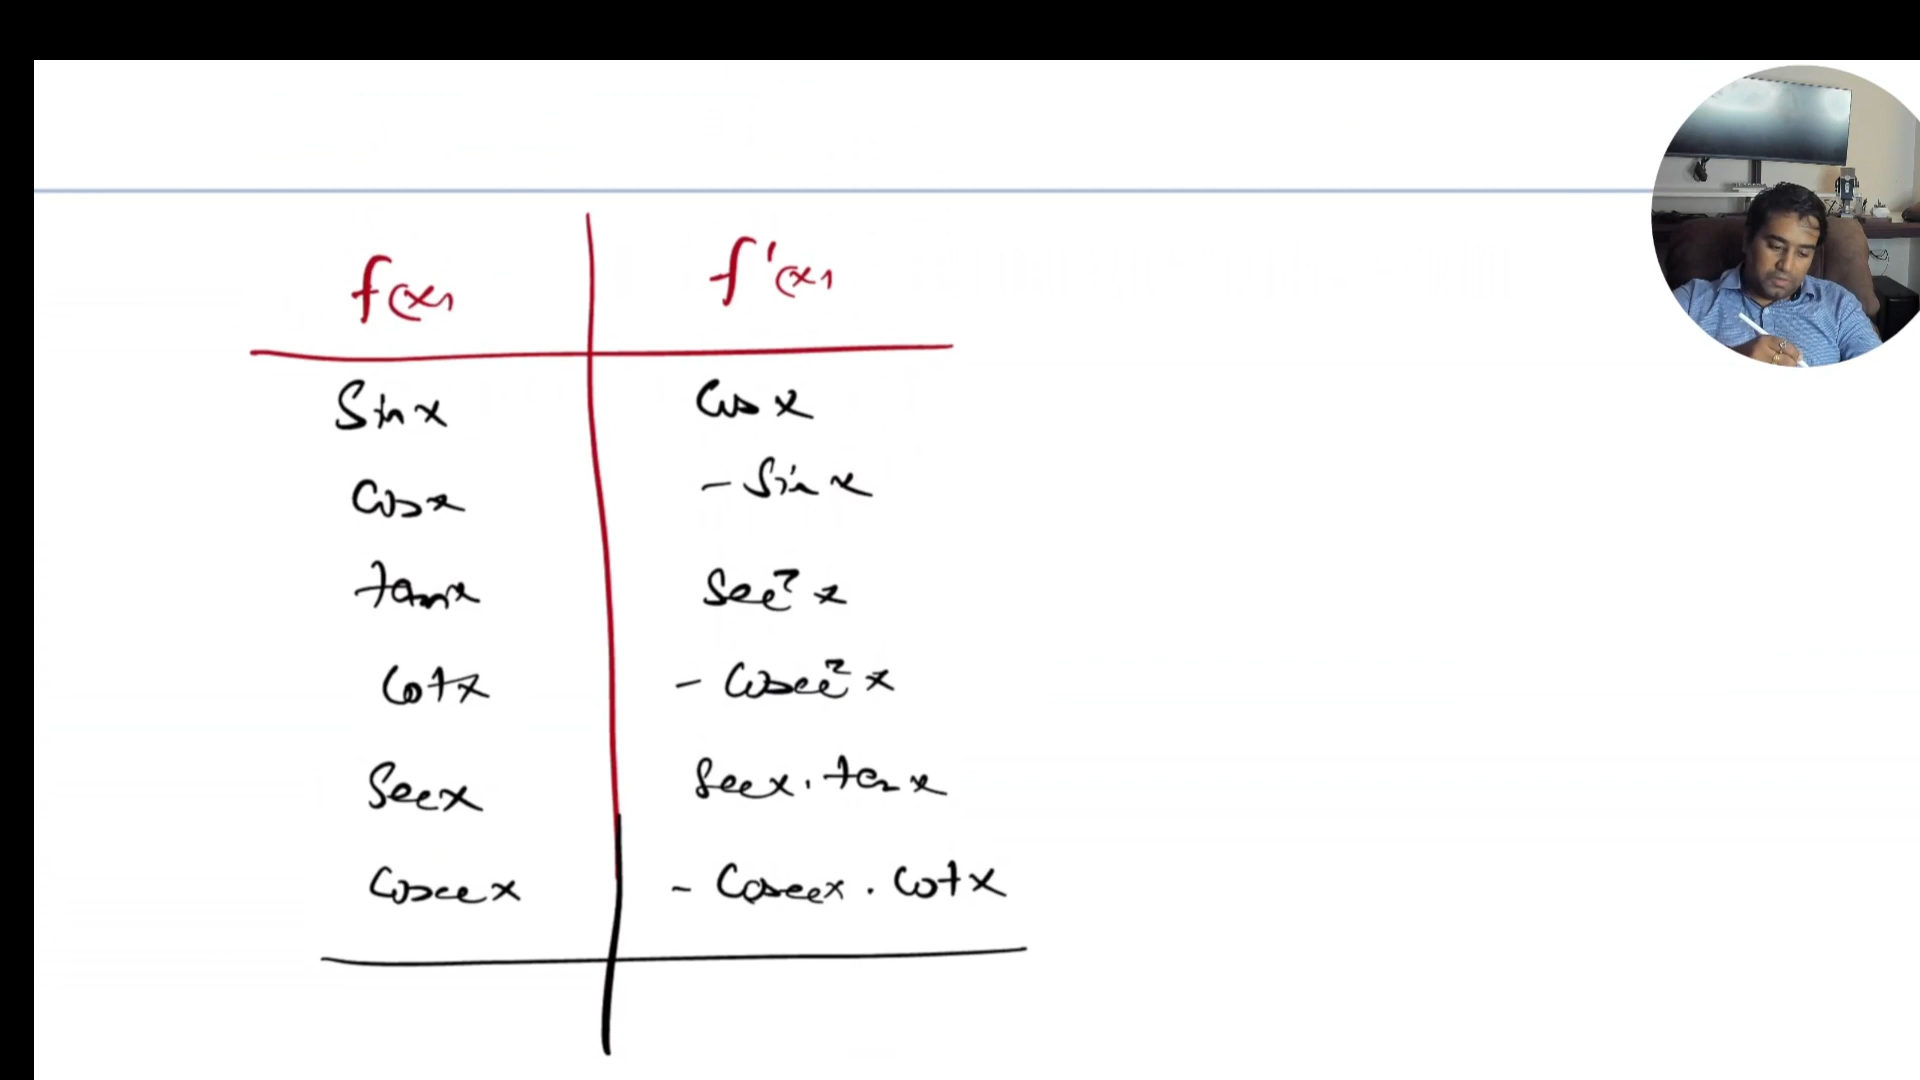 f(x) f'(x)
Sin x Cos x
Cos x - Sin x
tan x Sec² x
Cot x - Cosec² x
Sec x Sec x . tan x
Cosec x - Cosec x . Cot x